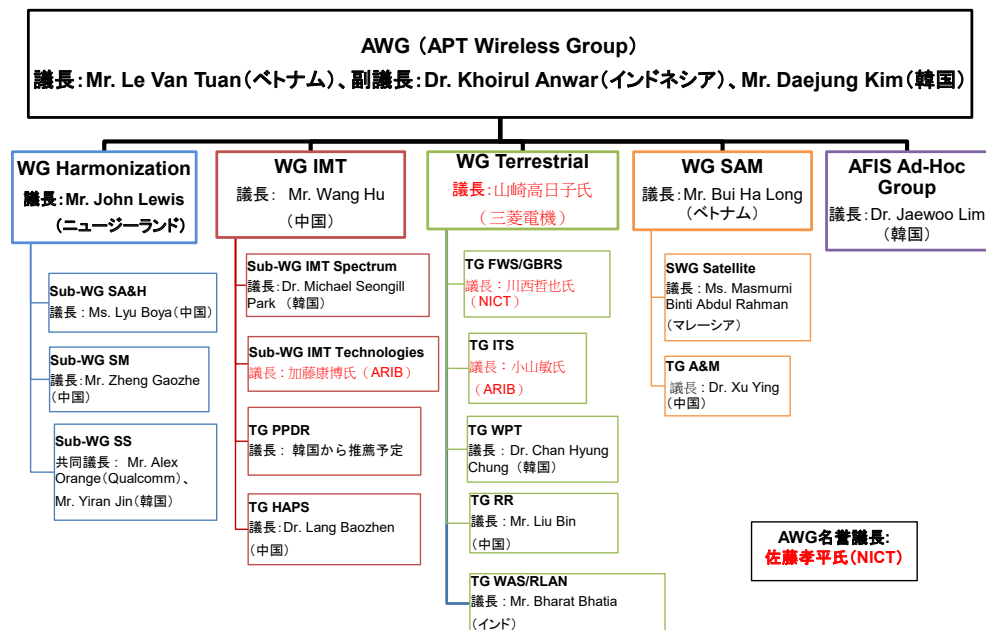 AWG（APT Wireless Group）
議長：Mr. Le Van Tuan（ベトナム）、副議長：Dr. Khoirul Anwar（インドネシア）、Mr. Daejung Kim（韓国）
WG Harmonization
議長：Mr. John Lewis
（ニュージーランド）
Sub-WG SA&H
議長：Ms. Lyu Boya（中国）
Sub-WG SM
議長：Mr. Zheng Gaozhe
（中国）
Sub-WG SS
共同議長： Mr. Alex
Orange（Qualcomm）、
Mr. Yiran Jin（韓国）
WG IMT
議長： Mr. Wang Hu
（中国）
Sub-WG IMT Spectrum
議長：Dr. Michael Seongill
Park （韓国）
Sub-WG IMT Technologies
議長：加藤康博氏（ARIB）
TG PPDR
議長： 韓国から推薦予定
TG HAPS
議長：Dr. Lang Baozhen
（中国）
WG Terrestrial
議長：山崎高日子氏
（三菱電機）
TG FWS/GBRS
議長：川西哲也氏
（NICT）
TG ITS
議長：小山敏氏
（ARIB）
TG WPT
議長：Dr. Chan Hyung
Chung（韓国）
TG RR
議長：Mr. Liu Bin
（中国）
TG WAS/RLAN
議長：Mr. Bharat Bhatia
（インド）
WG SAM
議長：Mr. Bui Ha Long
（ベトナム）
SWG Satellite
議長：Ms. Masmurni
Binti Abdul Rahman
（マレーシア）
TG A&M
議長：Dr. Xu Ying
（中国）
AFIS Ad-Hoc
Group
議長：Dr. Jaewoo Lim
（韓国）
AWG名誉議長：
佐藤孝平氏（NICT）